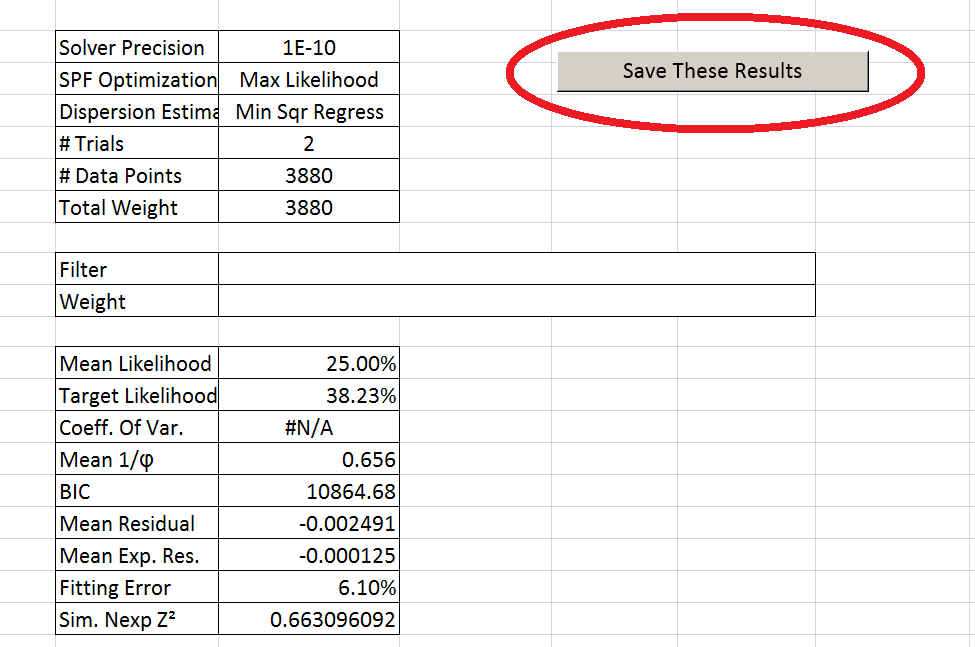 Solver Precision 1E-10
Save These Results
SPF Optimization Max Likelihood
Dispersion Estima Min Sqr Regress
# Trials 2
# Data Points 3880
Total Weight 3880
Filter
Weight
Mean Likelihood 25.00%
Target Likelihood 38.23%
Coeff. Of Var. #N/A
Mean 1/φ 0.656
BIC 10864.68
Mean Residual -0.002491
Mean Exp. Res. -0.000125
Fitting Error 6.10%
Sim. Nexp Z² 0.663096092